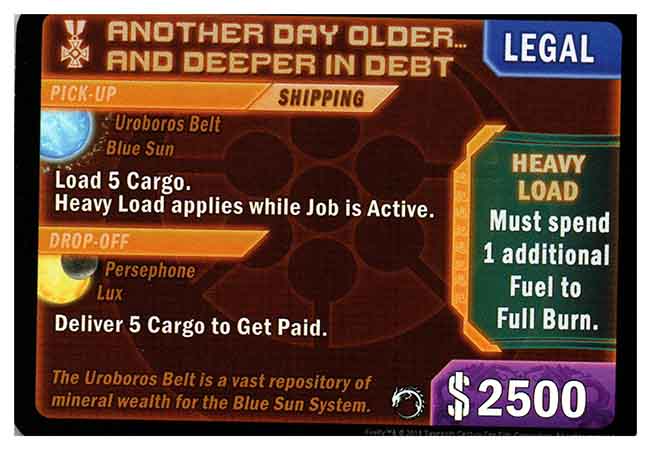 ANOTHER DAY OLDER...
AND DEEPER IN DEBT
LEGAL
PICK-UP
SHIPPING
Uroboros Belt
Blue Sun
Load 5 Cargo.
Heavy Load applies while Job is Active.
HEAVY
LOAD
Must spend
1 additional
Fuel to
Full Burn.
DROP-OFF
Persephone
Lux
Deliver 5 Cargo to Get Paid.
The Uroboros Belt is a vast repository of
mineral wealth for the Blue Sun System.
$2500